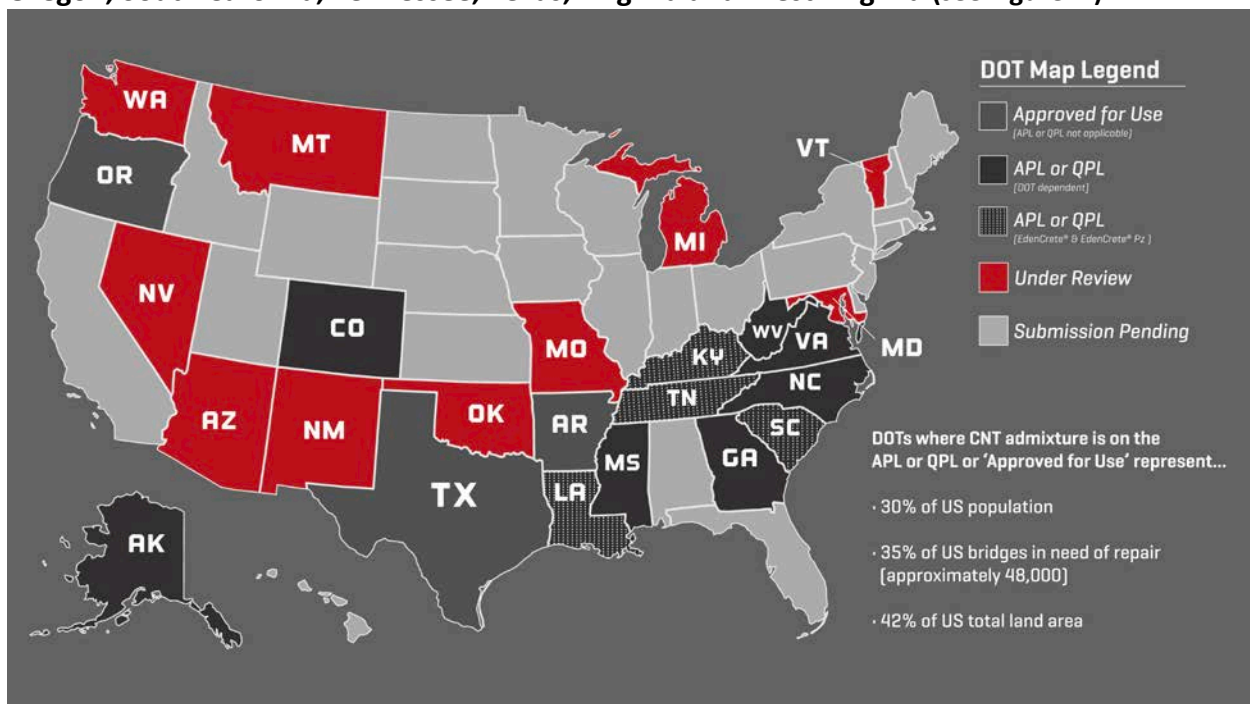 WA
MT
OR
VT
MI
NV
CO
MO
KY
WV
VA
MD
TN
NC
AZ
NM
OK
AR
SC
MS
GA
TX
LA
AK
DOT Map Legend
Approved for Use
[APL or QPL not applicable]
APL or QPL
[DOT dependent]
APL or QPL
[EdenCrete® & EdenCrete® Pz ]
Under Review
Submission Pending
DOTs where CNT admixture is on the
APL or QPL or ‘Approved for Use’ represent...
· 30% of US population
· 35% of US bridges in need of repair
[approximately 48,000]
· 42% of US total land area